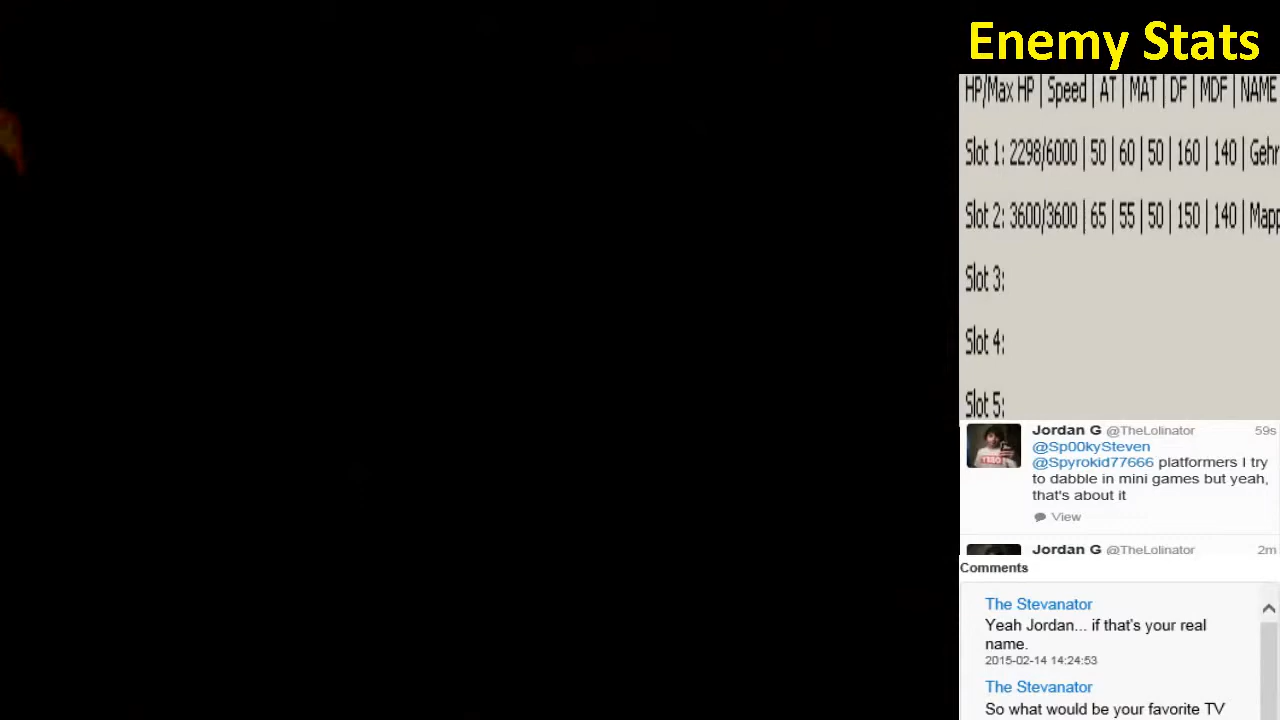 Enemy Stats
HP/Max HP | Speed | AT | MAT | DF | MDF | NAME
Slot 1: 2298/6000 | 50 | 60 | 50 | 160 | 140 | Gehr
Slot 2: 3600/3600 | 65 | 55 | 50 | 150 | 140 | Mapp
Slot 3:
Slot 4:
Slot 5:
Jordan G @TheLolinator 59s
@Sp00kySteven
@Spyrokid77666 platformers I try
to dabble in mini games but yeah,
that's about it
View
Jordan G @TheLolinator 2m
Comments
The Stevanator
Yeah Jordan... if that's your real
name.
2015-02-14 14:24:53
The Stevanator
So what would be your favorite TV